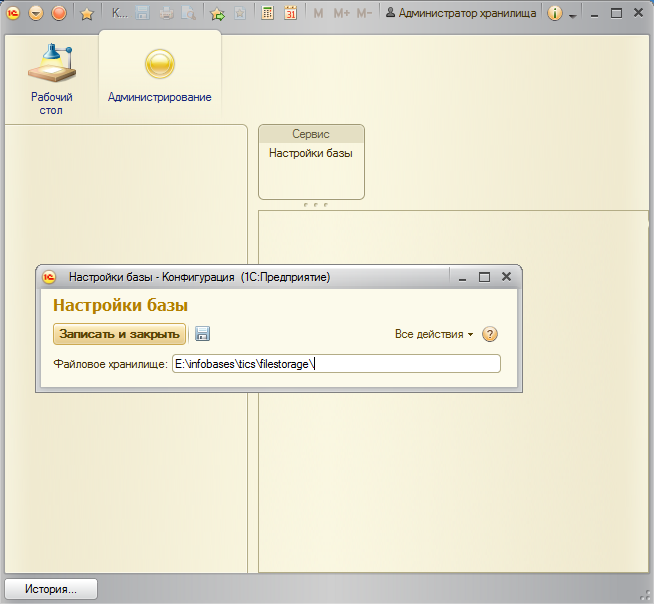 К...
M M+ M-
Администратор хранилища
Рабочий
стол
Администрирование
Сервис
Настройки базы
Настройки базы - Конфигурация (1С:Предприятие)
Настройки базы
Записать и закрыть
Все действия
?
Файловое хранилище: E:\infobases\tics\filestorage\
История...